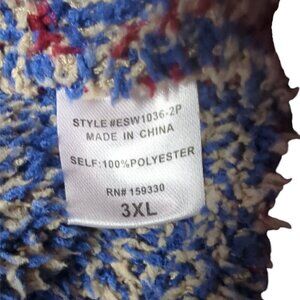 STYLE #ESW1036-2P
MADE IN CHINA
SELF:100%POLYESTER
RN# 159330
3XL